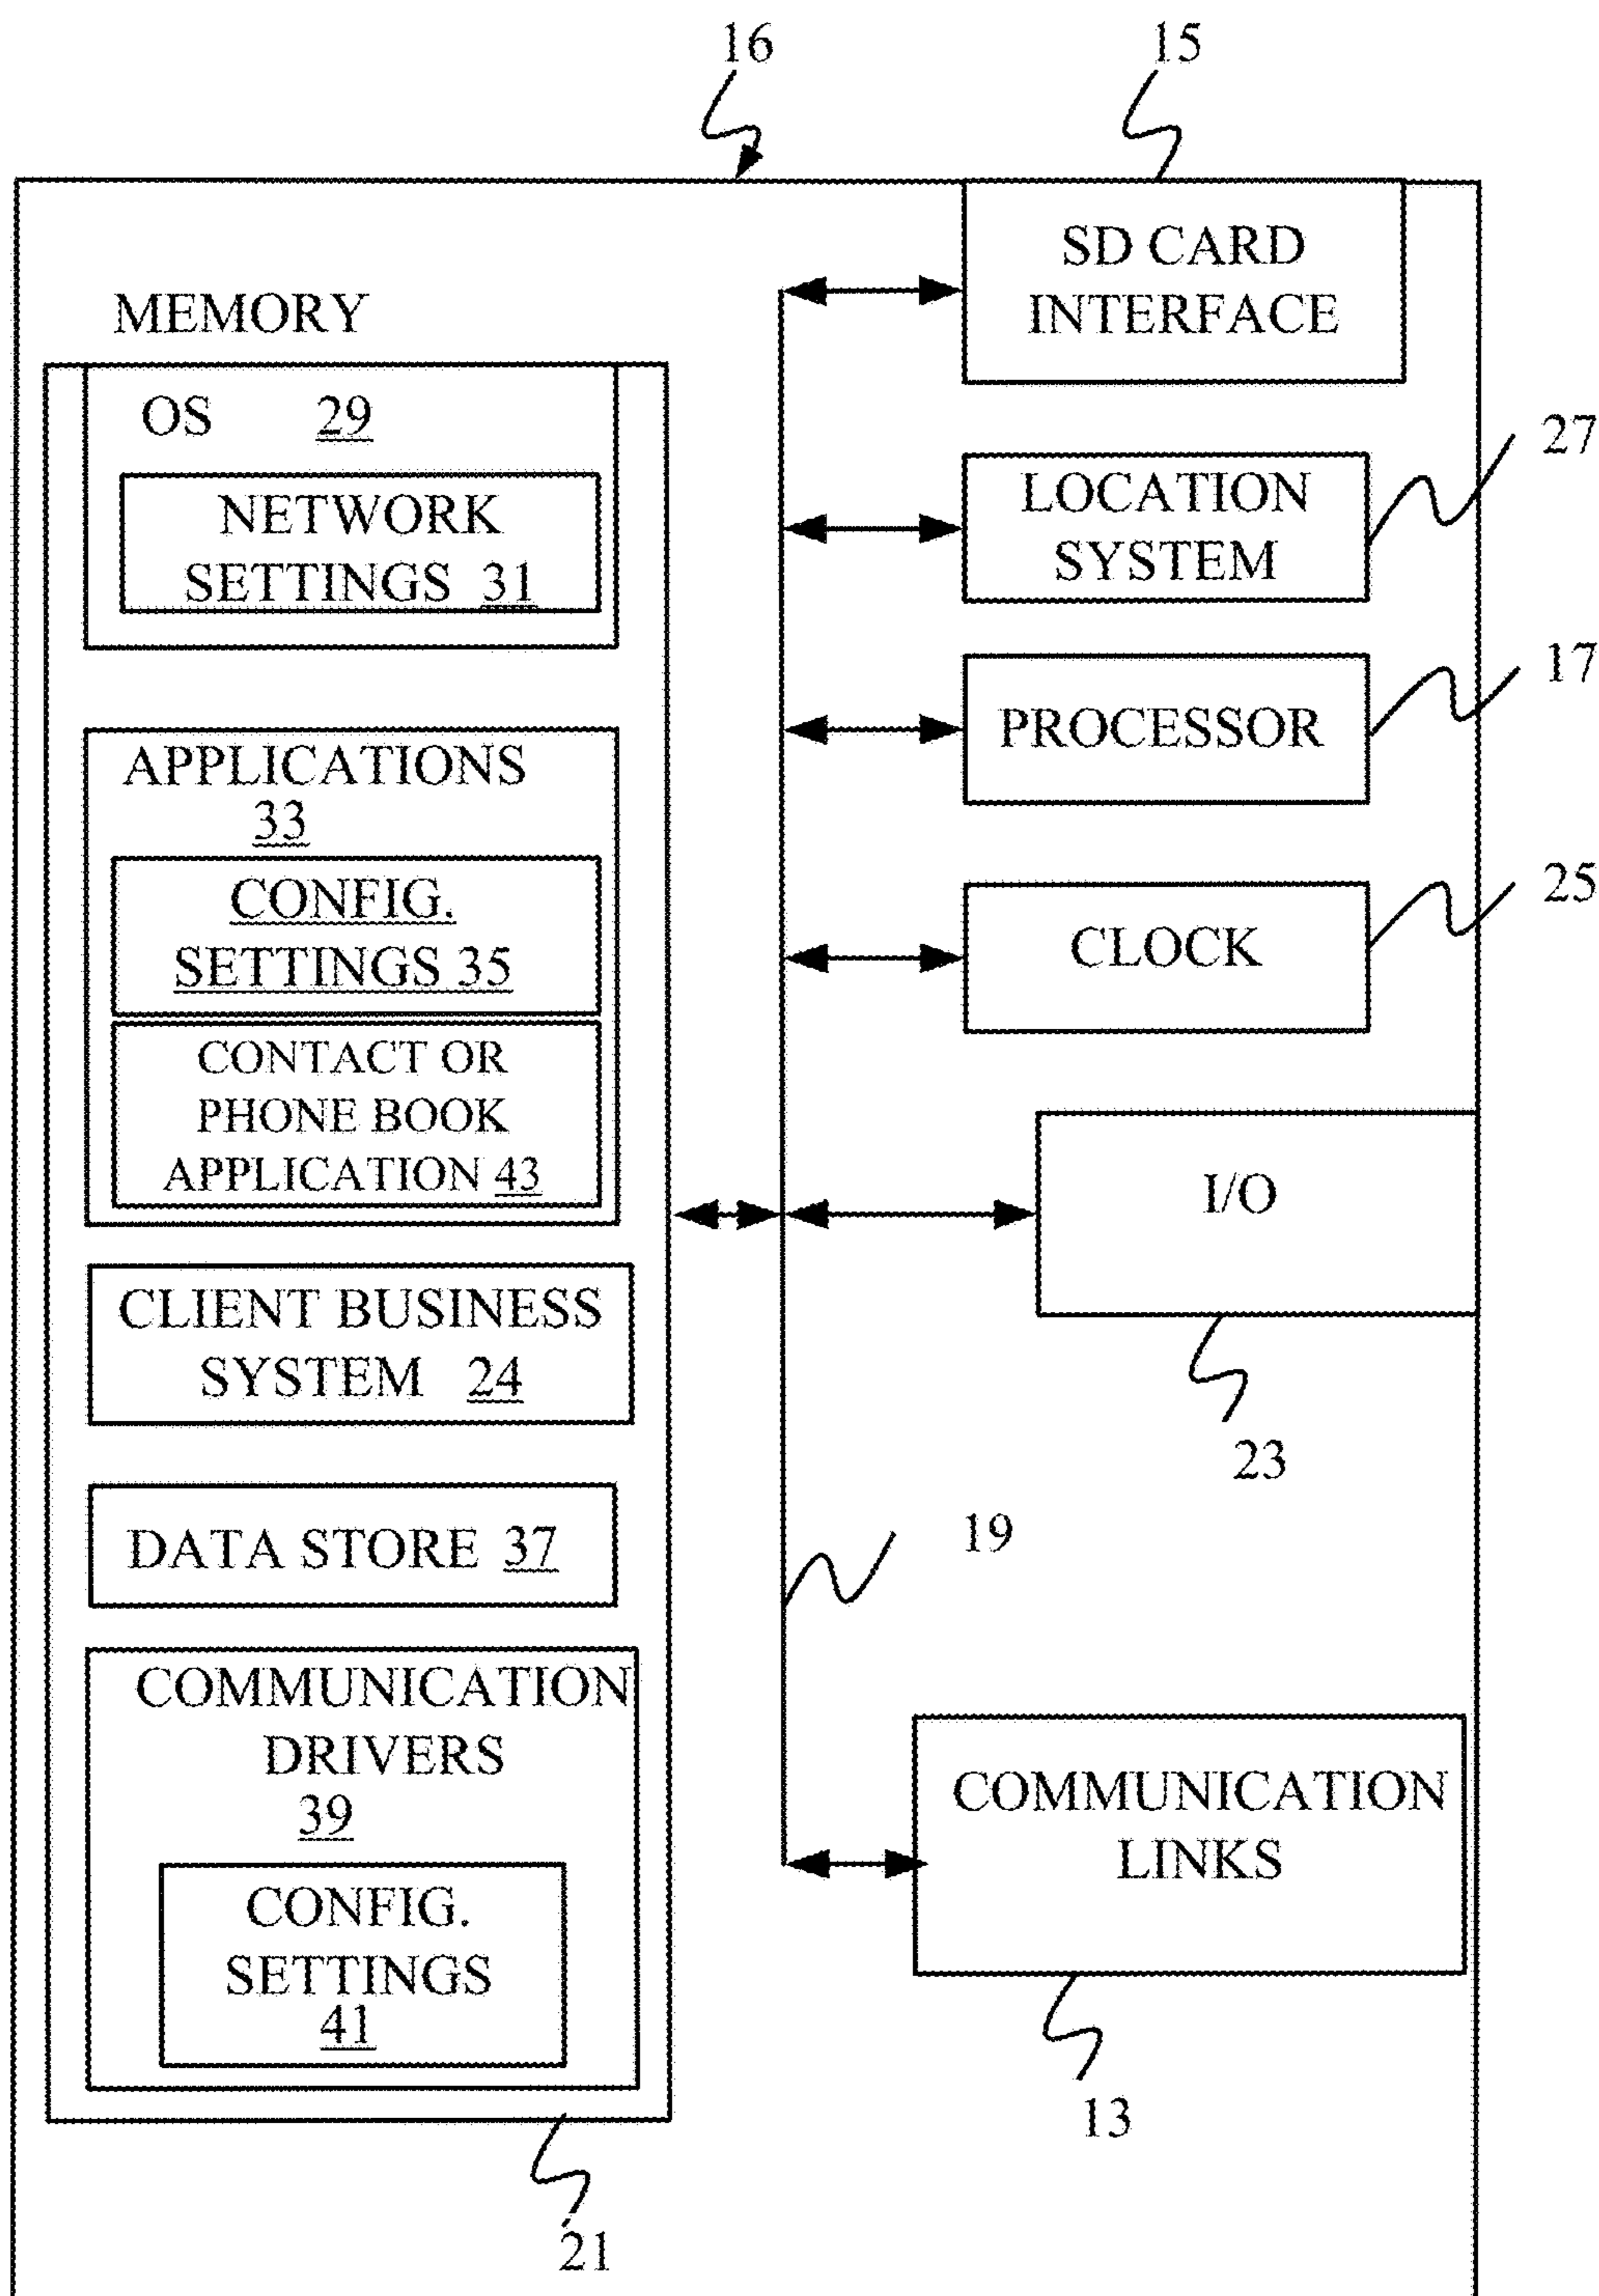 16
15
SD CARD
INTERFACE
MEMORY
OS 29
NETWORK
SETTINGS 31
27
LOCATION
SYSTEM
17
PROCESSOR
APPLICATIONS
33
CONFIG.
SETTINGS 35
25
CLOCK
CONTACT OR
PHONE BOOK
APPLICATION 43
I/O
23
CLIENT BUSINESS
SYSTEM 24
19
DATA STORE 37
COMMUNICATION
DRIVERS
39
CONFIG.
SETTINGS
41
COMMUNICATION
LINKS
13
21